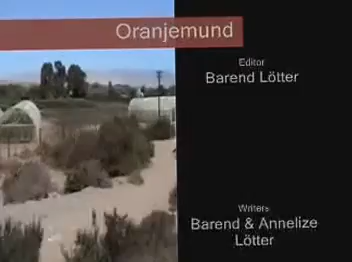 Oranjemund
Editor
Barend Lötter
Writers
Barend & Annelize
Lötter